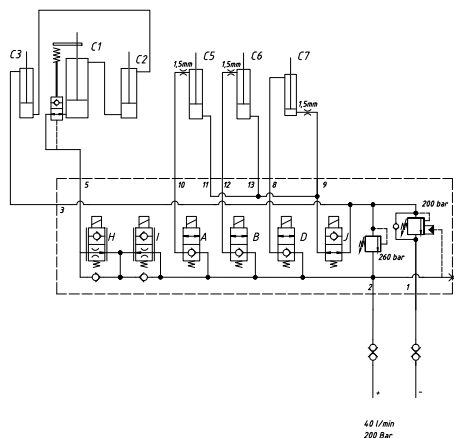 C3
C1
C2
C5
C6
C7
1,5mm
1,5mm
1,5mm
5
10
11
12
13
8
9
3
200 bar
H
I
A
B
D
J
260 bar
2
1
+
-
40 l/min
200 Bar